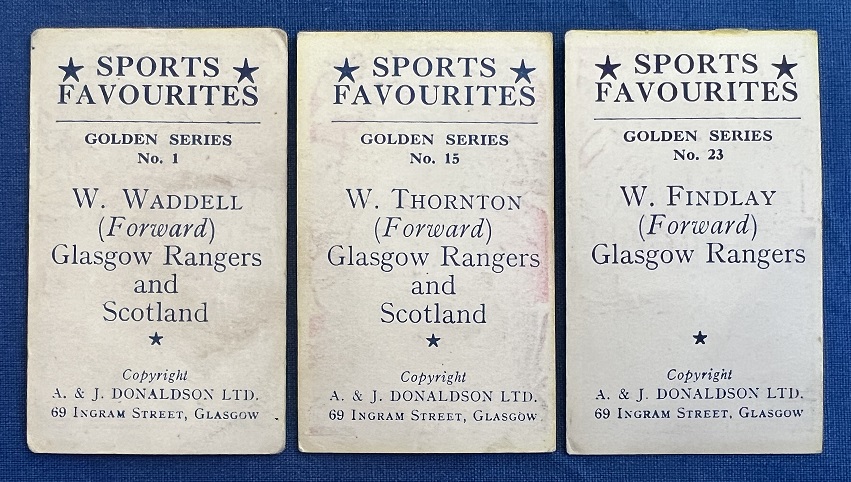 ★ SPORTS ★
FAVOURITES
GOLDEN SERIES
No. 1
W. WADDELL
(Forward)
Glasgow Rangers
and
Scotland
★
Copyright
A. & J. DONALDSON LTD.
69 INGRAM STREET, GLASGOW
★ SPORTS ★
FAVOURITES
GOLDEN SERIES
No. 15
W. THORNTON
(Forward)
Glasgow Rangers
and
Scotland
★
Copyright
A. & J. DONALDSON LTD.
69 INGRAM STREET, GLASGOW
★ SPORTS ★
FAVOURITES
GOLDEN SERIES
No. 23
W. FINDLAY
(Forward)
Glasgow Rangers
★
Copyright
A. & J. DONALDSON LTD.
69 INGRAM STREET, GLASGOW